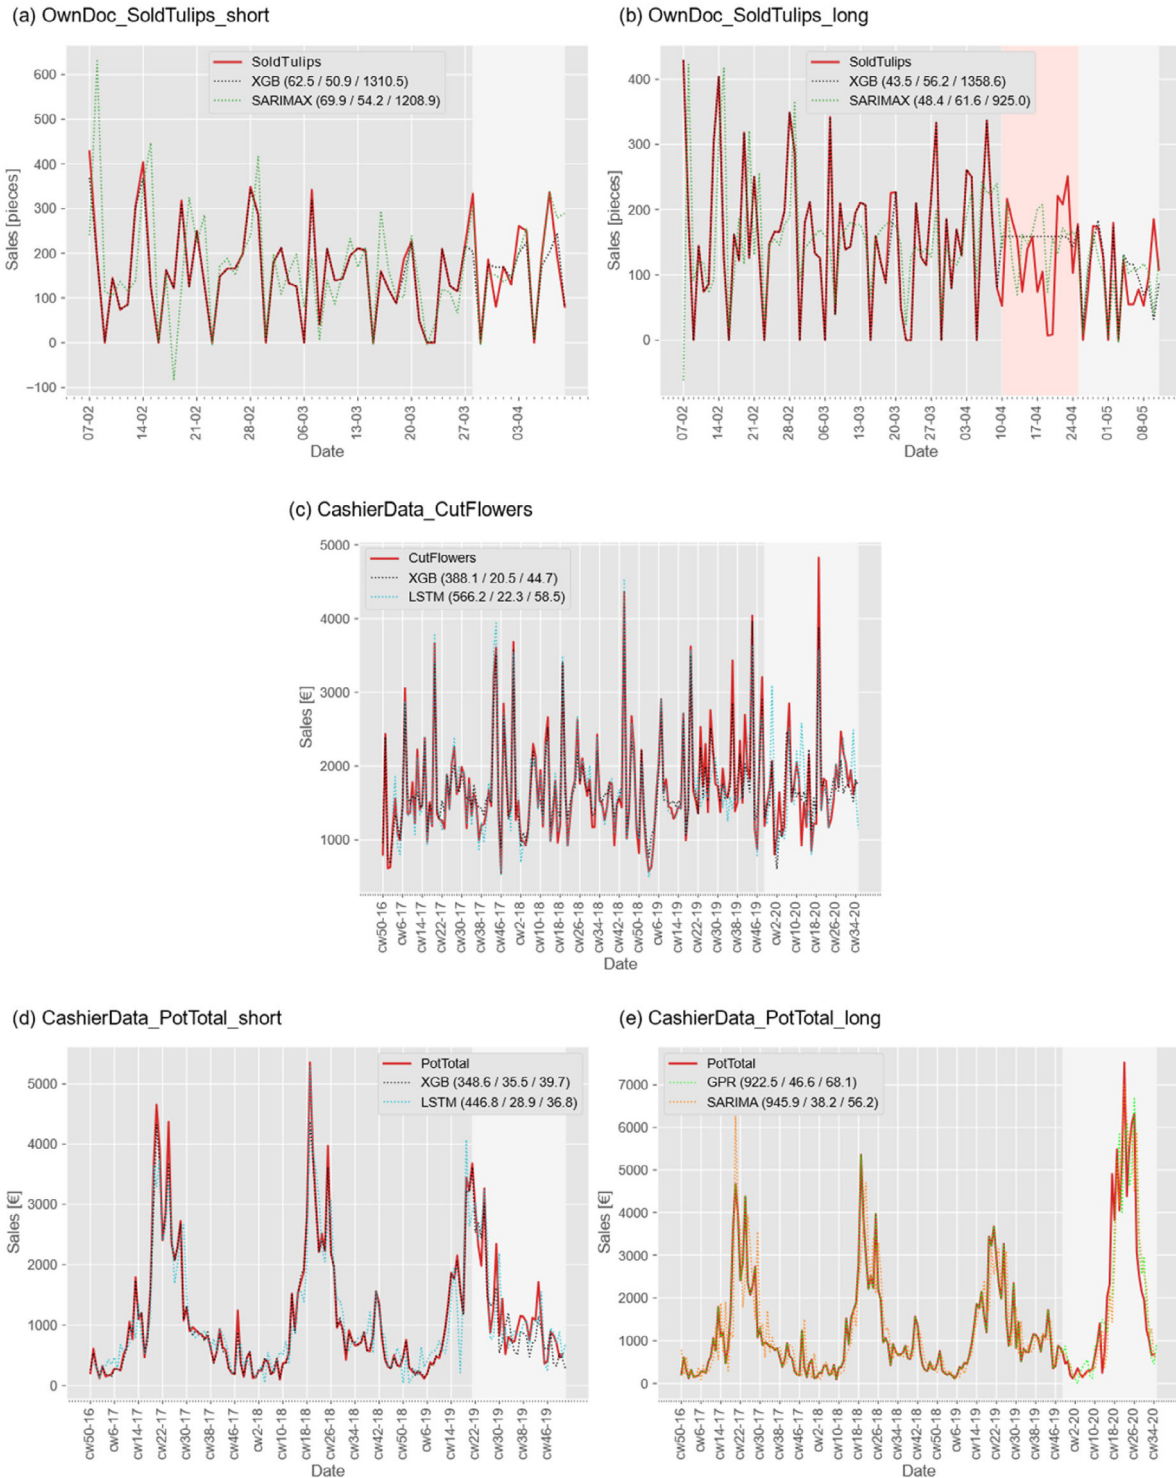 (a) OwnDoc_SoldTulips_short
SoldTulips
XGB (62.5 / 50.9 / 1310.5)
SARIMAX (69.9 / 54.2 / 1208.9)
Sales [pieces]
600
500
400
300
200
100
0
−100
07-02
14-02
21-02
28-02
06-03
13-03
20-03
27-03
03-04
Date
(b) OwnDoc_SoldTulips_long
SoldTulips
XGB (43.5 / 56.2 / 1358.6)
SARIMAX (48.4 / 61.6 / 925.0)
Sales [pieces]
400
300
200
100
0
07-02
14-02
21-02
28-02
06-03
13-03
20-03
27-03
03-04
10-04
17-04
24-04
01-05
08-05
Date
(c) CashierData_CutFlowers
CutFlowers
XGB (388.1 / 20.5 / 44.7)
LSTM (566.2 / 22.3 / 58.5)
Sales [€]
5000
4000
3000
2000
1000
cw50-16
cw6-17
cw14-17
cw22-17
cw30-17
cw38-17
cw46-17
cw2-18
cw10-18
cw18-18
cw26-18
cw34-18
cw42-18
cw50-18
cw6-19
cw14-19
cw22-19
cw30-19
cw38-19
cw46-19
cw2-20
cw10-20
cw18-20
cw26-20
cw34-20
Date
(d) CashierData_PotTotal_short
PotTotal
XGB (348.6 / 35.5 / 39.7)
LSTM (446.8 / 28.9 / 36.8)
Sales [€]
5000
4000
3000
2000
1000
0
cw50-16
cw6-17
cw14-17
cw22-17
cw30-17
cw38-17
cw46-17
cw2-18
cw10-18
cw18-18
cw26-18
cw34-18
cw42-18
cw50-18
cw6-19
cw14-19
cw22-19
cw30-19
cw38-19
cw46-19
Date
(e) CashierData_PotTotal_long
PotTotal
GPR (922.5 / 46.6 / 68.1)
SARIMA (945.9 / 38.2 / 56.2)
Sales [€]
7000
6000
5000
4000
3000
2000
1000
0
cw50-16
cw6-17
cw14-17
cw22-17
cw30-17
cw38-17
cw46-17
cw2-18
cw10-18
cw18-18
cw26-18
cw34-18
cw42-18
cw50-18
cw6-19
cw14-19
cw22-19
cw30-19
cw38-19
cw46-19
cw2-20
cw10-20
cw18-20
cw26-20
cw34-20
Date